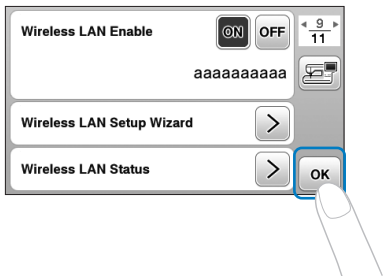 Wireless LAN Enable ON OFF
9
11
aaaaaaaaaa
Wireless LAN Setup Wizard
Wireless LAN Status
OK